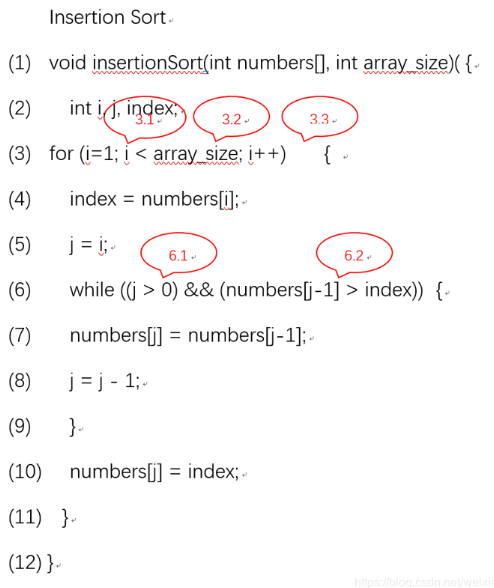 Insertion Sort
(1) void insertionSort(int numbers[], int array_size)( {
(2) int i, j, index;
3.1 3.2 3.3
(3) for (i=1; i < array_size; i++) {
(4) index = numbers[i];
(5) j = i;
6.1 6.2
(6) while ((j > 0) && (numbers[j-1] > index)) {
(7) numbers[j] = numbers[j-1];
(8) j = j - 1;
(9) }
(10) numbers[j] = index;
(11) }
(12) }
https://blog.csdn.net/weixir